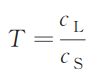 T = c_L / c_S